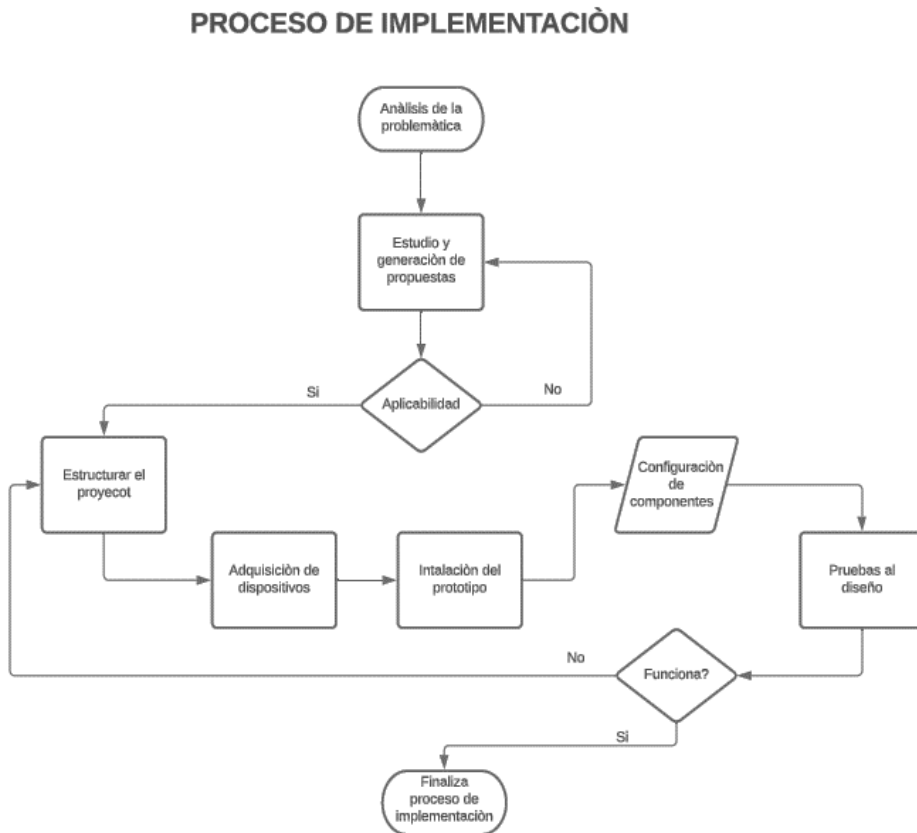 PROCESO DE IMPLEMENTACIÒN
Anàlisis de la
problemàtica
Estudio y
generaciòn de
propuestas
Aplicabilidad
Si
No
Estructurar el
proyecot
Adquisiciòn de
dispositivos
Intalaciòn del
prototipo
Configuraciòn
de
componentes
Pruebas al
diseño
Funciona?
No
Si
Finaliza
proceso de
implementaciòn